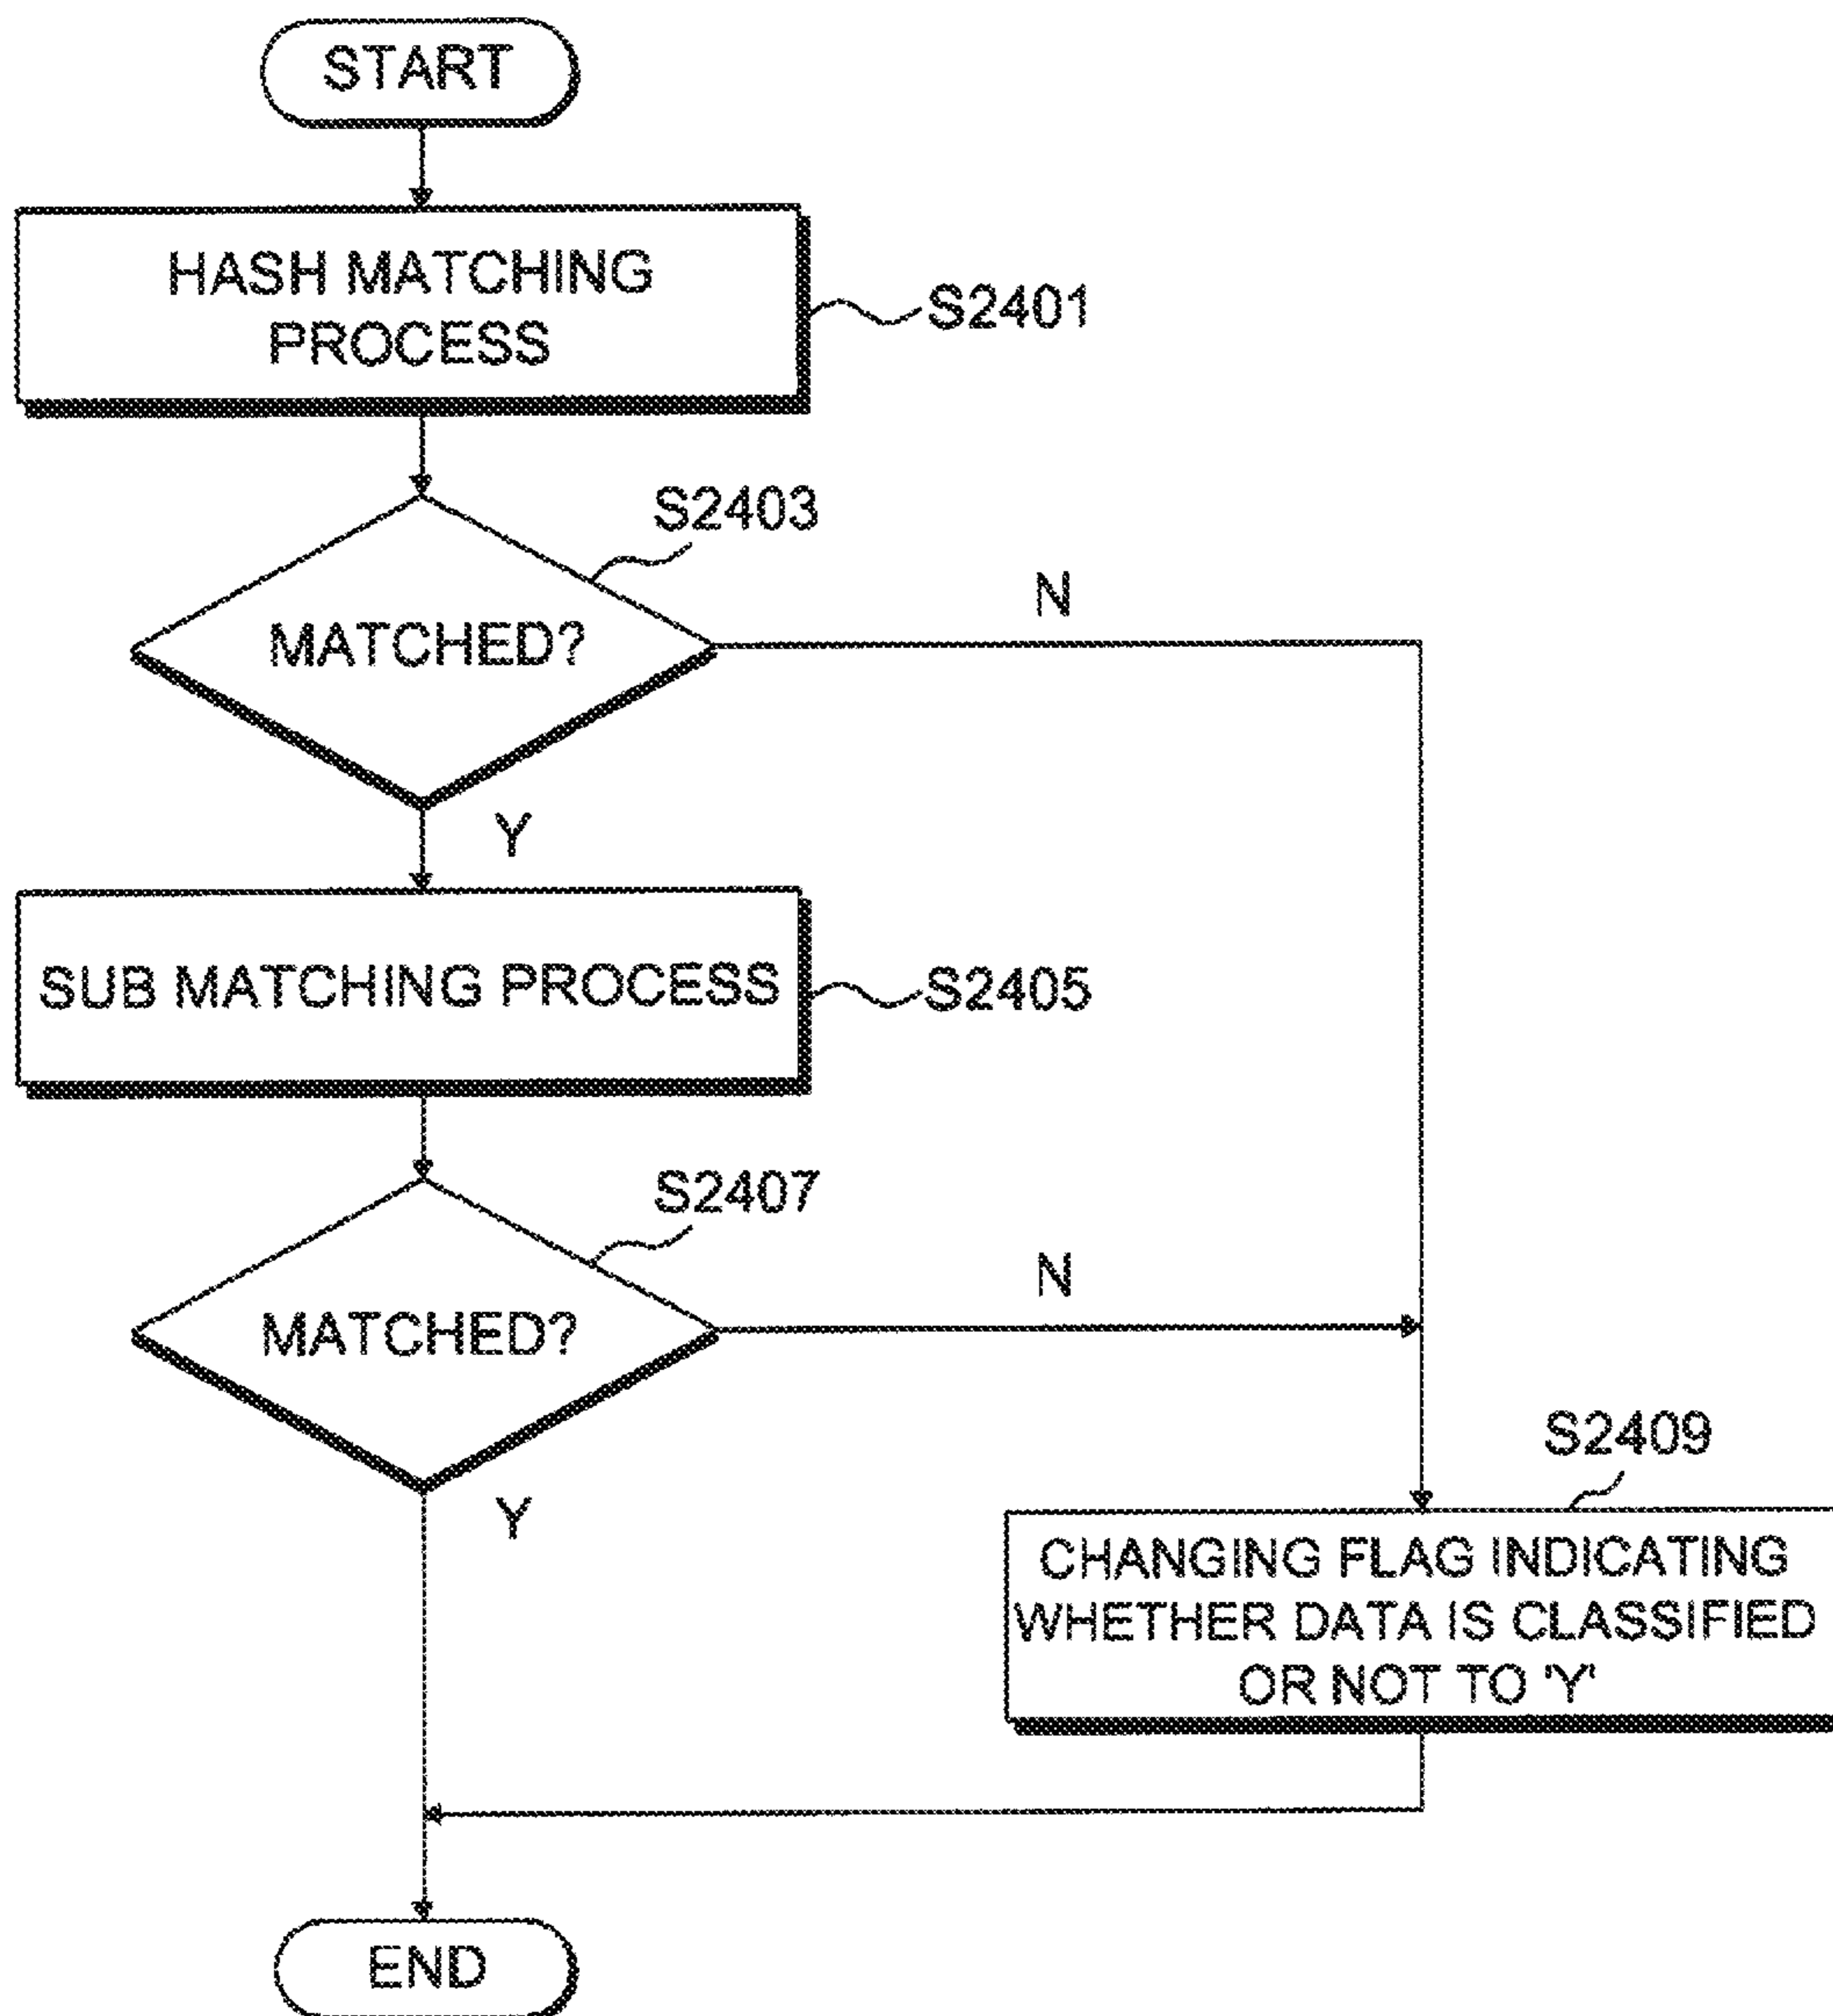 START
HASH MATCHING
PROCESS
S2401
S2403
MATCHED?
N
Y
SUB MATCHING PROCESS
S2405
S2407
MATCHED?
N
Y
S2409
CHANGING FLAG INDICATING
WHETHER DATA IS CLASSIFIED
OR NOT TO 'Y'
END